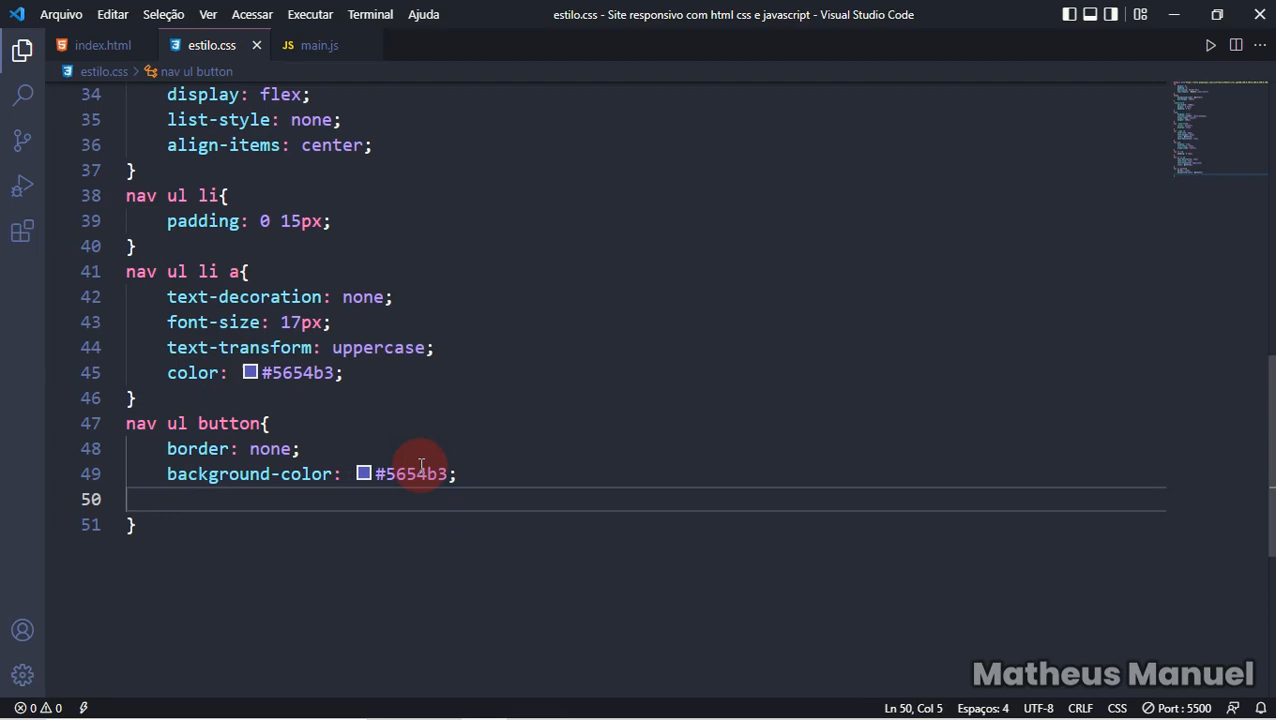 Arquivo Editar Seleção Ver Acessar Executar Terminal Ajuda estilo.css - Site responsivo com html css e javascript - Visual Studio Code
index.html estilo.css main.js
estilo.css > nav ul button
34 display: flex;
35 list-style: none;
36 align-items: center;
37 }
38 nav ul li{
39 padding: 0 15px;
40 }
41 nav ul li a{
42 text-decoration: none;
43 font-size: 17px;
44 text-transform: uppercase;
45 color: #5654b3;
46 }
47 nav ul button{
48 border: none;
49 background-color: #5654b3;
50
51 }
Matheus Manuel
0 0 Ln 50, Col 5 Espaços: 4 UTF-8 CRLF CSS Port : 5500